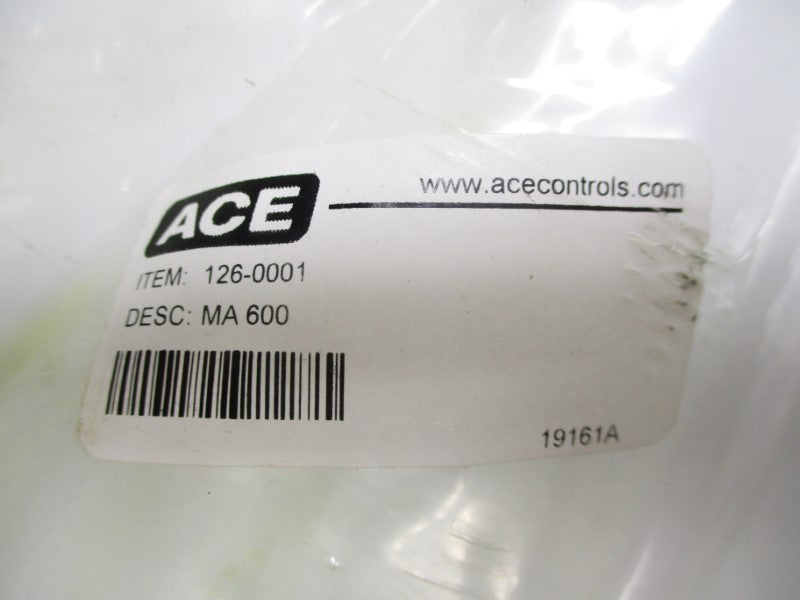 ACE
www.acecontrols.com
ITEM: 126-0001
DESC: MA 600
19161A